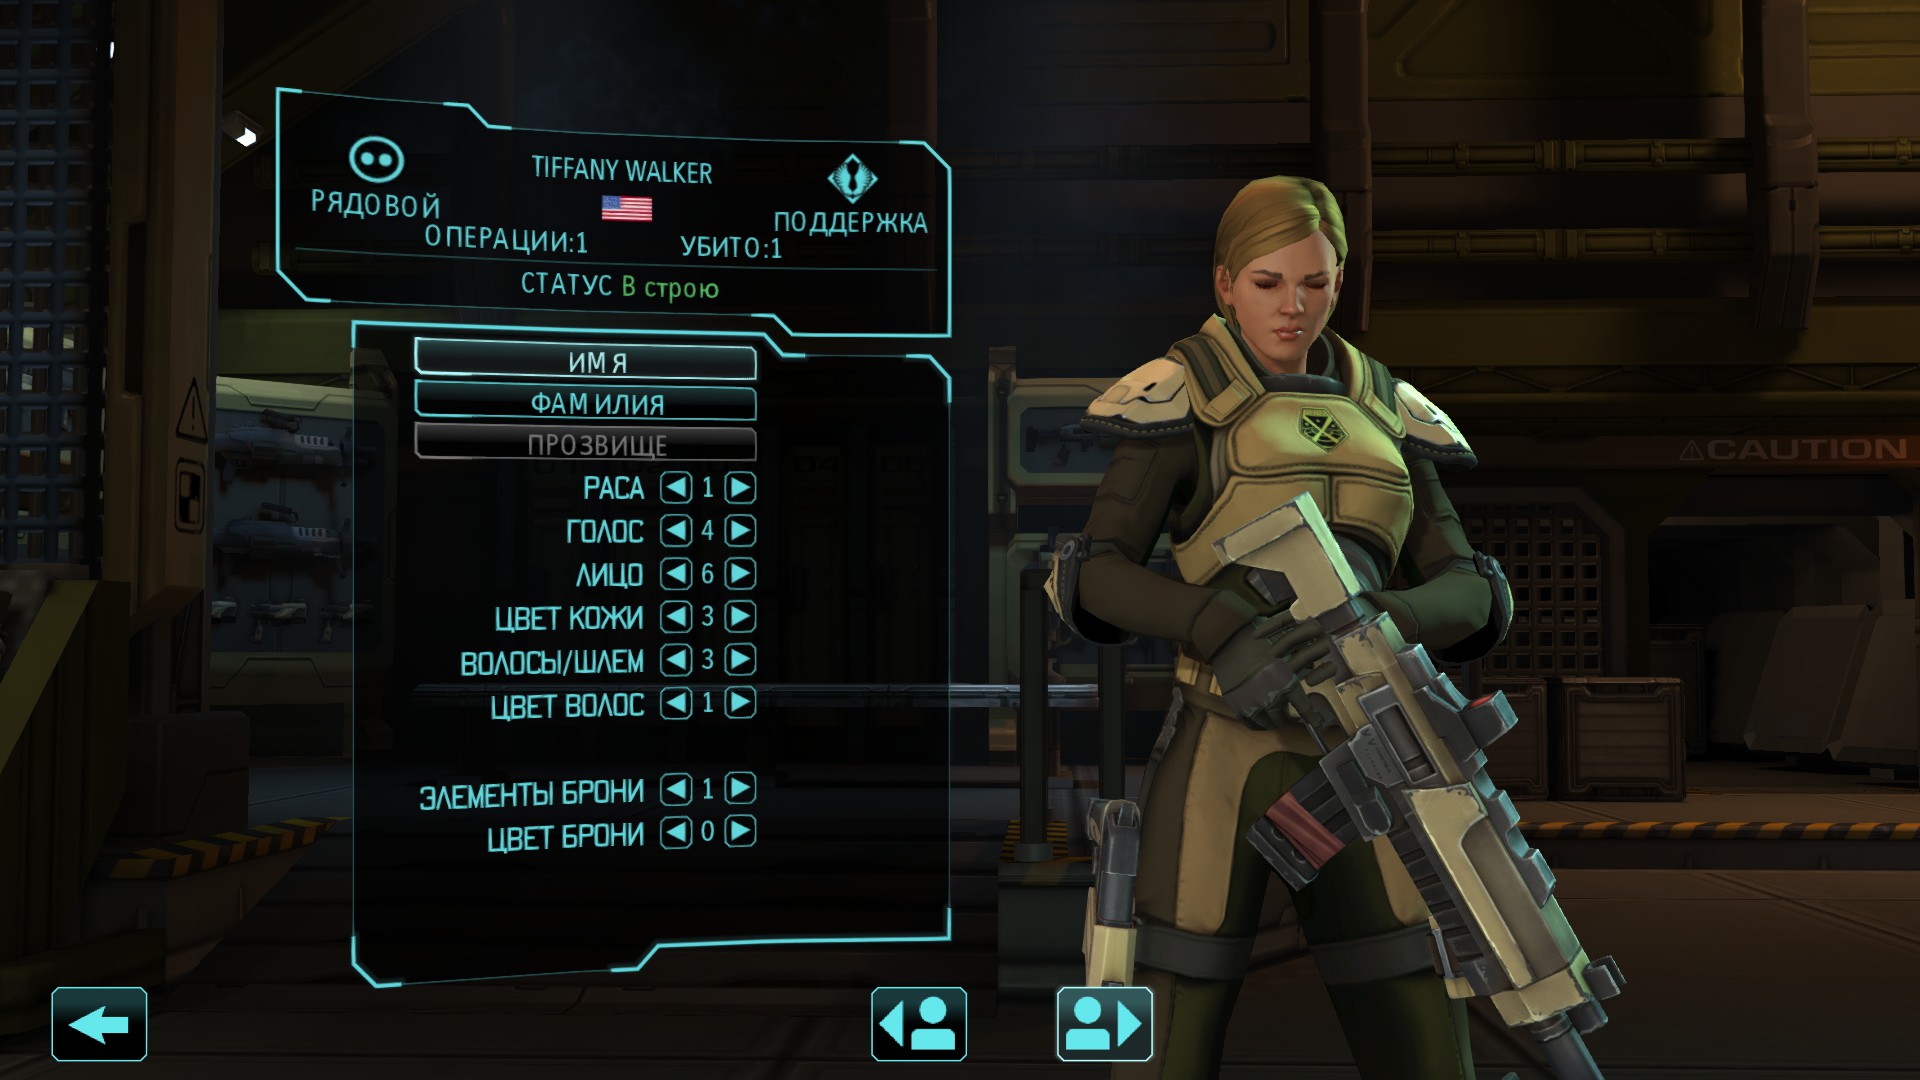 TIFFANY WALKER
РЯДОВОЙ
ПОДДЕРЖКА
ОПЕРАЦИИ:1
УБИТО:1
СТАТУС В строю
ИМЯ
ФАМИЛИЯ
ПРОЗВИЩЕ
РАСА 1
ГОЛОС 4
ЛИЦО 6
ЦВЕТ КОЖИ 3
ВОЛОСЫ/ШЛЕМ 3
ЦВЕТ ВОЛОС 1
ЭЛЕМЕНТЫ БРОНИ 1
ЦВЕТ БРОНИ 0
CAUTION